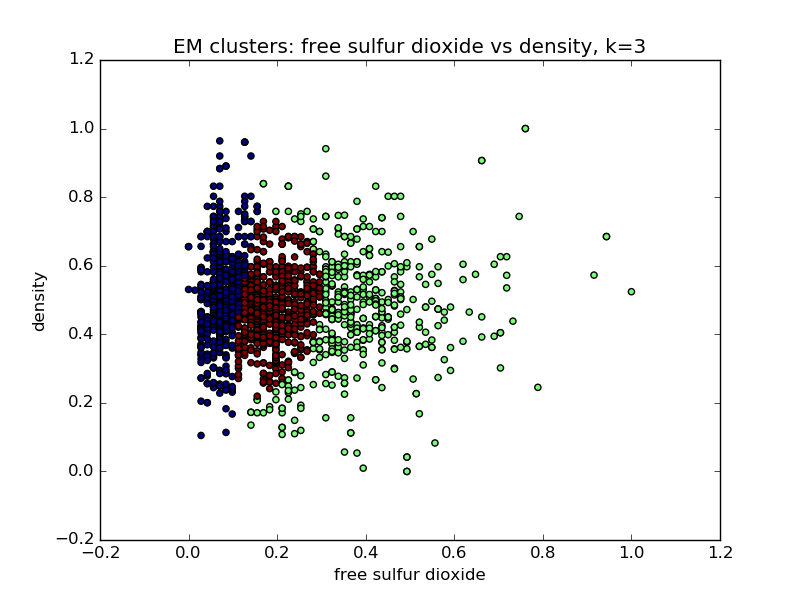 EM clusters: free sulfur dioxide vs density, k=3
1.2
1.0
0.8
0.6
0.4
0.2
0.0
−0.2
density
−0.2 0.0 0.2 0.4 0.6 0.8 1.0 1.2
free sulfur dioxide